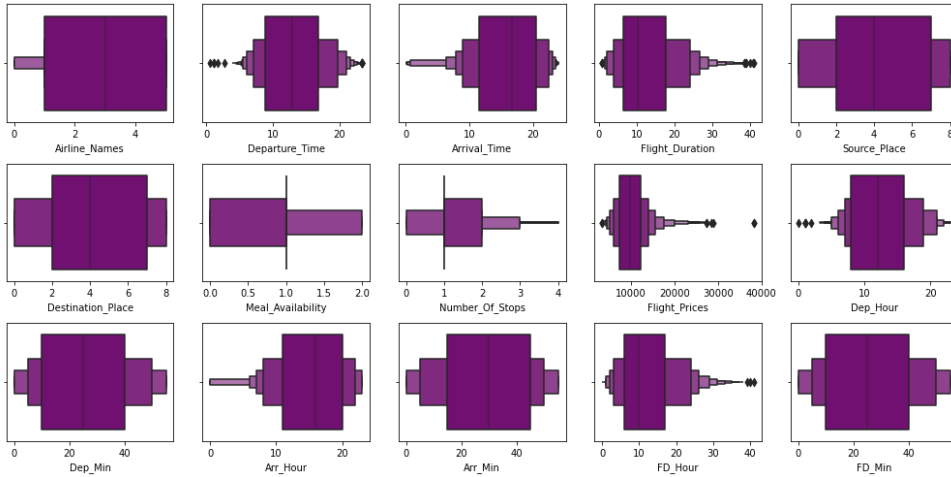 0 2 4
Airline_Names
0 10 20
Departure_Time
0 10 20
Arrival_Time
0 10 20 30 40
Flight_Duration
0 2 4 6 8
Source_Place
0 2 4 6 8
Destination_Place
0.0 0.5 1.0 1.5 2.0
Meal_Availability
0 1 2 3 4
Number_Of_Stops
10000 20000 30000 40000
Flight_Prices
0 10 20
Dep_Hour
0 20 40
Dep_Min
0 10 20
Arr_Hour
0 20 40
Arr_Min
0 10 20 30 40
FD_Hour
0 20 40
FD_Min